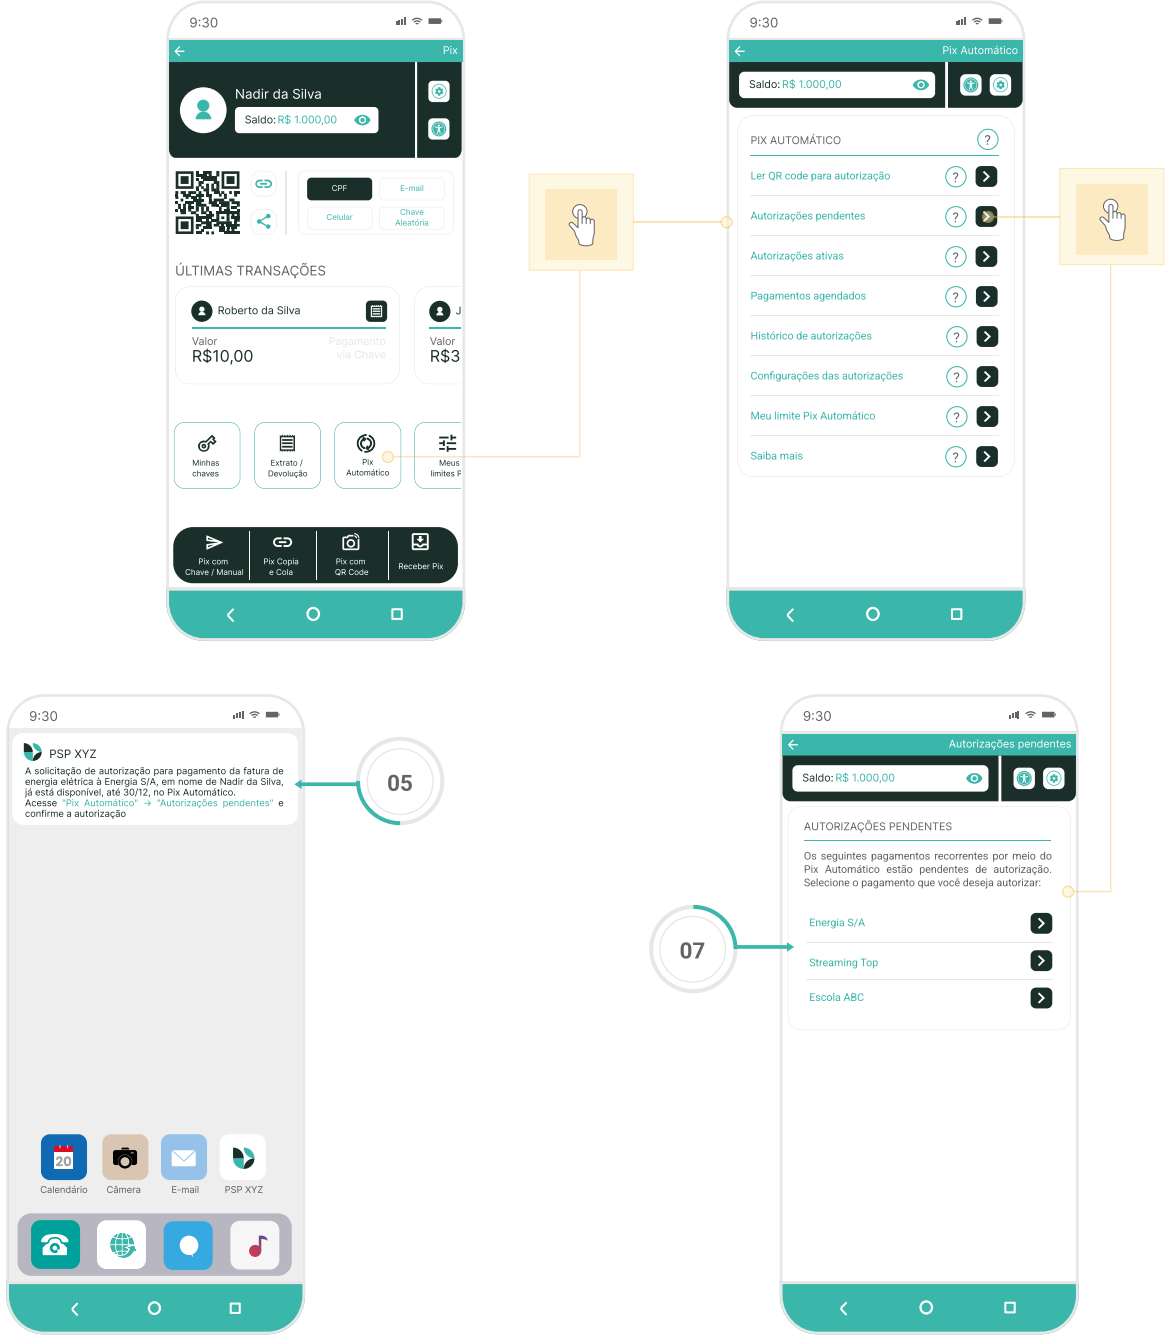 9:30
Pix
Nadir da Silva
Saldo: R$ 1.000,00
CPF
E-mail
Celular
Chave
Aleatória
ÚLTIMAS TRANSAÇÕES
Roberto da Silva
J
Valor
R$10,00
Pagamento
via Chave
Valor
R$3
Minhas
chaves
Extrato /
Devolução
Pix
Automático
Meus
limites P
Pix com
Chave / Manual
Pix Copia
e Cola
Pix com
QR Code
Receber Pix
9:30
Pix Automático
Saldo: R$ 1.000,00
PIX AUTOMÁTICO
?
Ler QR code para autorização
?
Autorizações pendentes
?
Autorizações ativas
?
Pagamentos agendados
?
Histórico de autorizações
?
Configurações das autorizações
?
Meu limite Pix Automático
?
Saiba mais
?
9:30
PSP XYZ
A solicitação de autorização para pagamento da fatura de
energia elétrica à Energia S/A, em nome de Nadir da Silva,
já está disponível, até 30/12, no Pix Automático.
Acesse "Pix Automático" → "Autorizações pendentes" e
confirme a autorização
05
20
Calendário
Câmera
E-mail
PSP XYZ
07
9:30
Autorizações pendentes
Saldo: R$ 1.000,00
AUTORIZAÇÕES PENDENTES
Os seguintes pagamentos recorrentes por meio do
Pix Automático estão pendentes de autorização.
Selecione o pagamento que você deseja autorizar:
Energia S/A
Streaming Top
Escola ABC